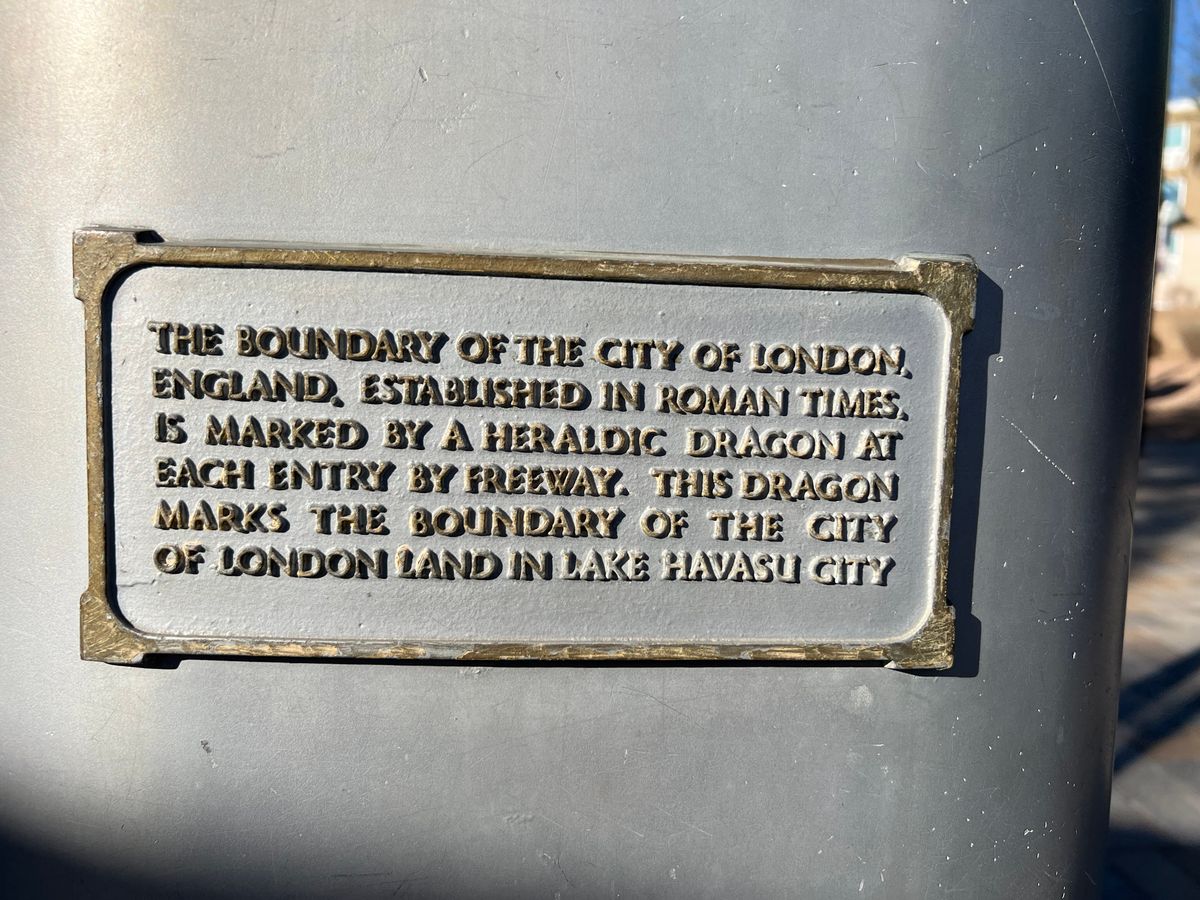 THE BOUNDARY OF THE CITY OF LONDON,
ENGLAND, ESTABLISHED IN ROMAN TIMES,
IS MARKED BY A HERALDIC DRAGON AT
EACH ENTRY BY FREEWAY. THIS DRAGON
MARKS THE BOUNDARY OF THE CITY
OF LONDON LAND IN LAKE HAVASU CITY